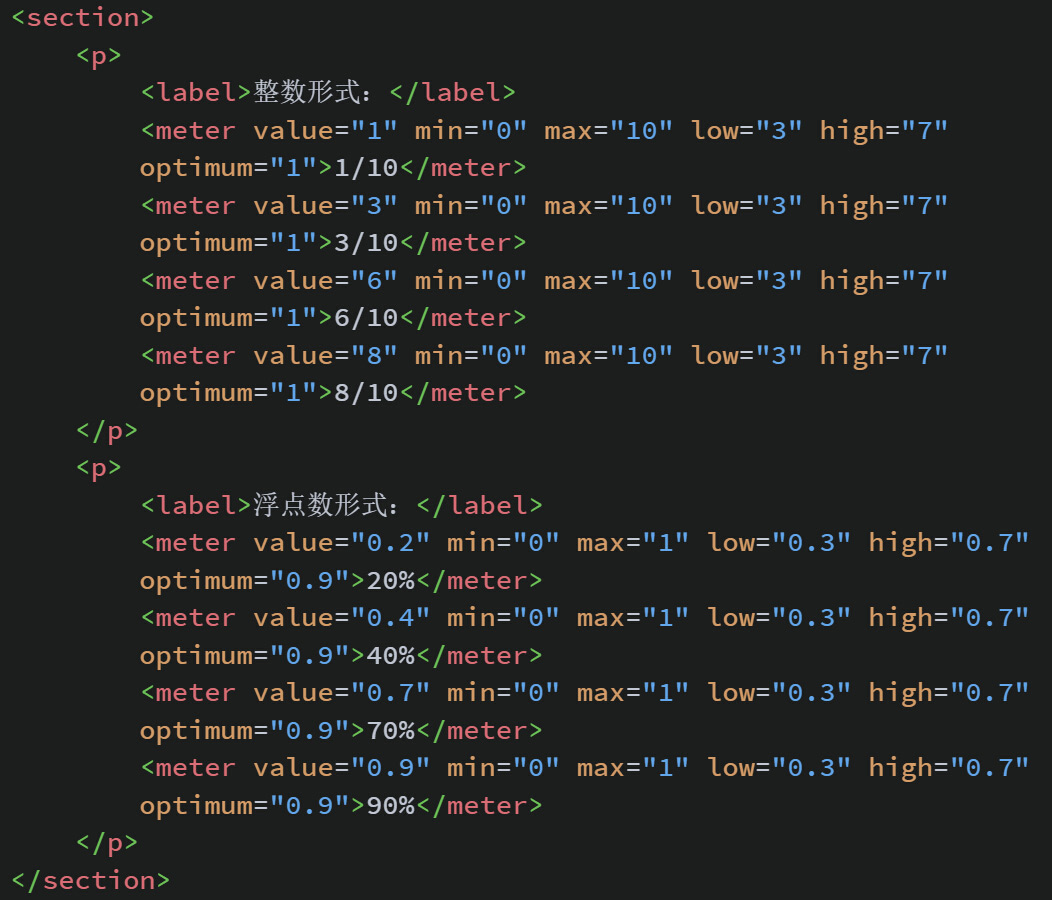 <section>
    <p>
        <label>整数形式：</label>
        <meter value="1" min="0" max="10" low="3" high="7"
        optimum="1">1/10</meter>
        <meter value="3" min="0" max="10" low="3" high="7"
        optimum="1">3/10</meter>
        <meter value="6" min="0" max="10" low="3" high="7"
        optimum="1">6/10</meter>
        <meter value="8" min="0" max="10" low="3" high="7"
        optimum="1">8/10</meter>
    </p>
    <p>
        <label>浮点数形式：</label>
        <meter value="0.2" min="0" max="1" low="0.3" high="0.7"
        optimum="0.9">20%</meter>
        <meter value="0.4" min="0" max="1" low="0.3" high="0.7"
        optimum="0.9">40%</meter>
        <meter value="0.7" min="0" max="1" low="0.3" high="0.7"
        optimum="0.9">70%</meter>
        <meter value="0.9" min="0" max="1" low="0.3" high="0.7"
        optimum="0.9">90%</meter>
    </p>
</section>